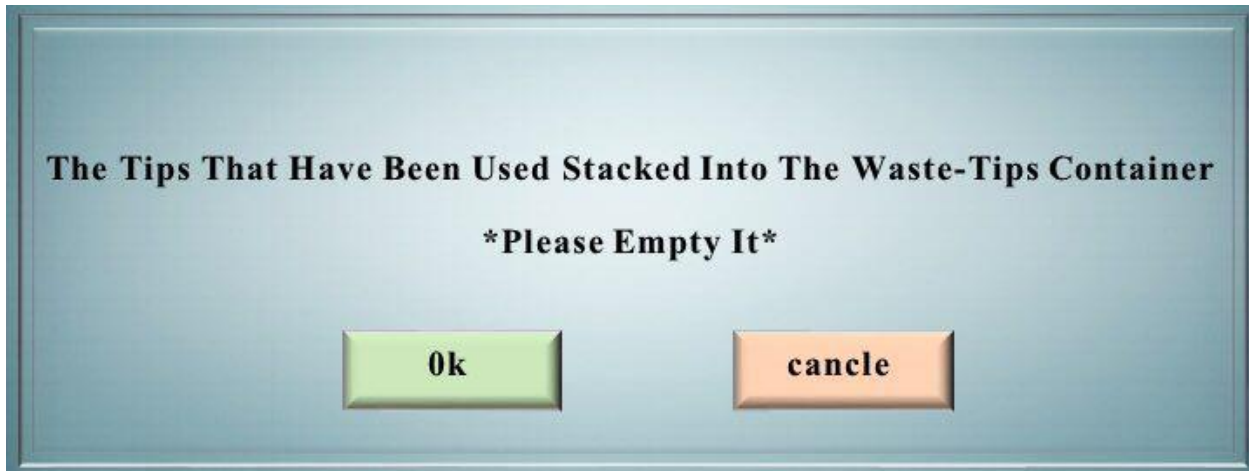 The Tips That Have Been Used Stacked Into The Waste-Tips Container
*Please Empty It*
0k
cancle